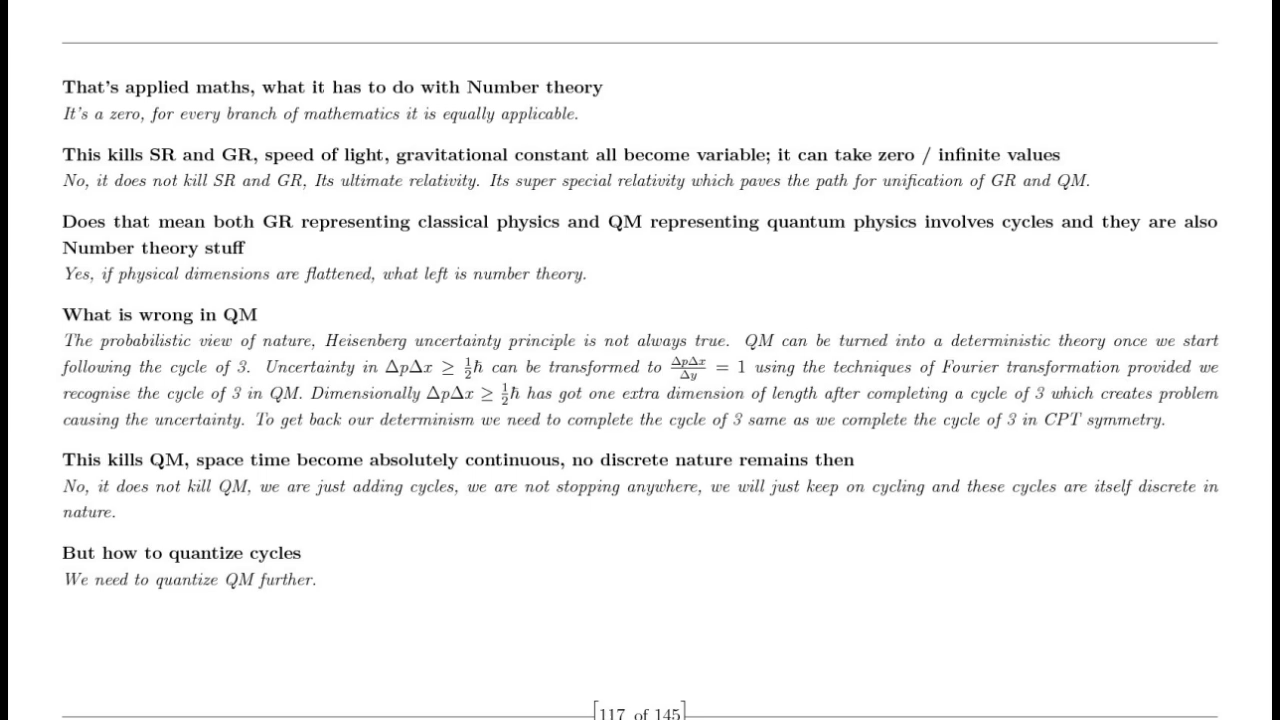 That's applied maths, what it has to do with Number theory
It's a zero, for every branch of mathematics it is equally applicable.
This kills SR and GR, speed of light, gravitational constant all become variable; it can take zero / infinite values
No, it does not kill SR and GR, Its ultimate relativity. Its super special relativity which paves the path for unification of GR and QM.
Does that mean both GR representing classical physics and QM representing quantum physics involves cycles and they are also
Number theory stuff
Yes, if physical dimensions are flattened, what left is number theory.
What is wrong in QM
The probabilistic view of nature, Heisenberg uncertainty principle is not always true. QM can be turned into a deterministic theory once we start
following the cycle of 3. Uncertainty in ΔpΔx ≥ ½ħ can be transformed to ΔpΔx/Δy = 1 using the techniques of Fourier transformation provided we
recognise the cycle of 3 in QM. Dimensionally ΔpΔx ≥ ½ħ has got one extra dimension of length after completing a cycle of 3 which creates problem
causing the uncertainty. To get back our determinism we need to complete the cycle of 3 same as we complete the cycle of 3 in CPT symmetry.
This kills QM, space time become absolutely continuous, no discrete nature remains then
No, it does not kill QM, we are just adding cycles, we are not stopping anywhere, we will just keep on cycling and these cycles are itself discrete in
nature.
But how to quantize cycles
We need to quantize QM further.
[117 of 145]